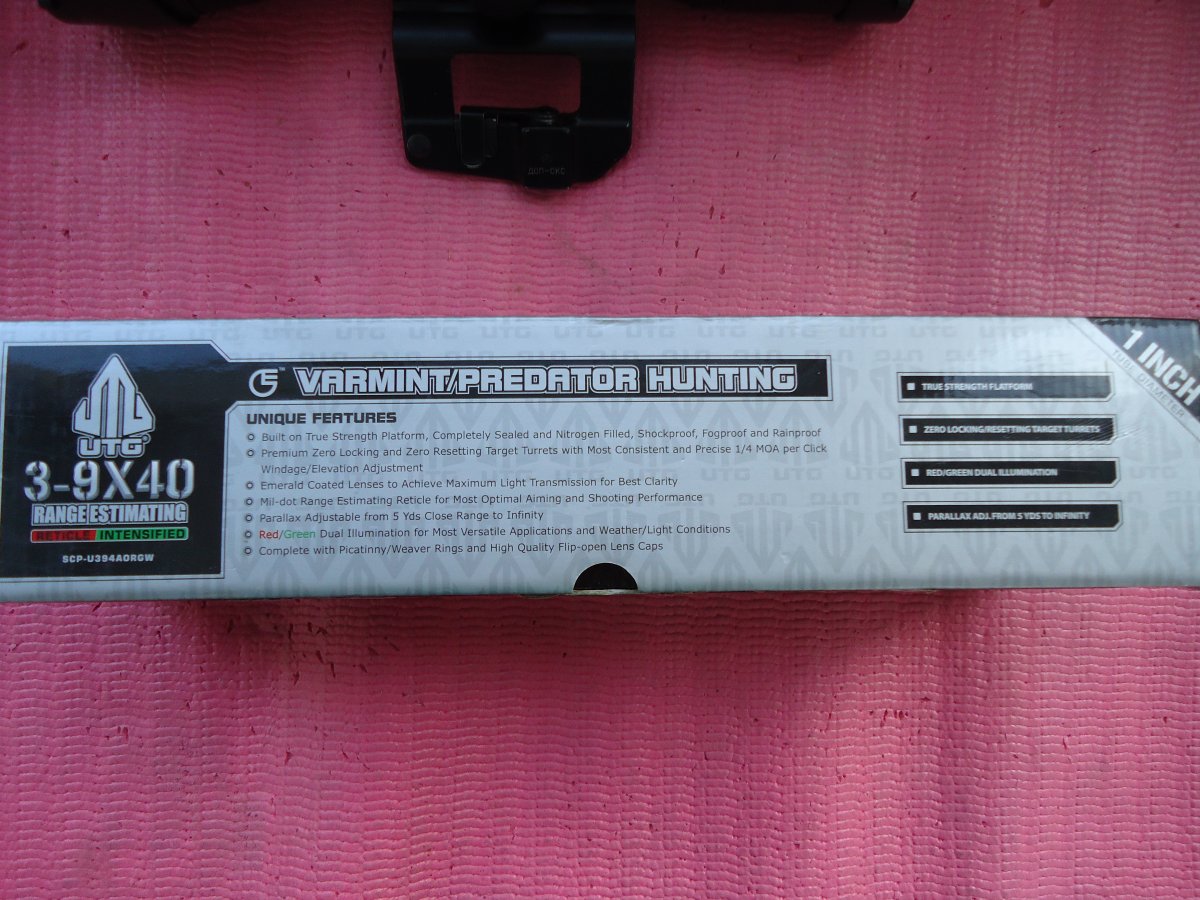 ДСП-СКС
UTG
3-9X40
RANGE ESTIMATING
RETICLE INTENSIFIED
SCP-U394AORGW
™ VARMINT/PREDATOR HUNTING
UNIQUE FEATURES
Built on True Strength Platform, Completely Sealed and Nitrogen Filled, Shockproof, Fogproof and Rainproof
Premium Zero Locking and Zero Resetting Target Turrets with Most Consistent and Precise 1/4 MOA per Click
Windage/Elevation Adjustment
Emerald Coated Lenses to Achieve Maximum Light Transmission for Best Clarity
Mil-dot Range Estimating Reticle for Most Optimal Aiming and Shooting Performance
Parallax Adjustable from 5 Yds Close Range to Infinity
Red/Green Dual Illumination for Most Versatile Applications and Weather/Light Conditions
Complete with Picatinny/Weaver Rings and High Quality Flip-open Lens Caps
TRUE STRENGTH PLATFORM
ZERO LOCKING/RESETTING TARGET TURRETS
RED/GREEN DUAL ILLUMINATION
PARALLAX ADJ. FROM 5 YDS TO INFINITY
1 INCH
TUBE DIAMETER